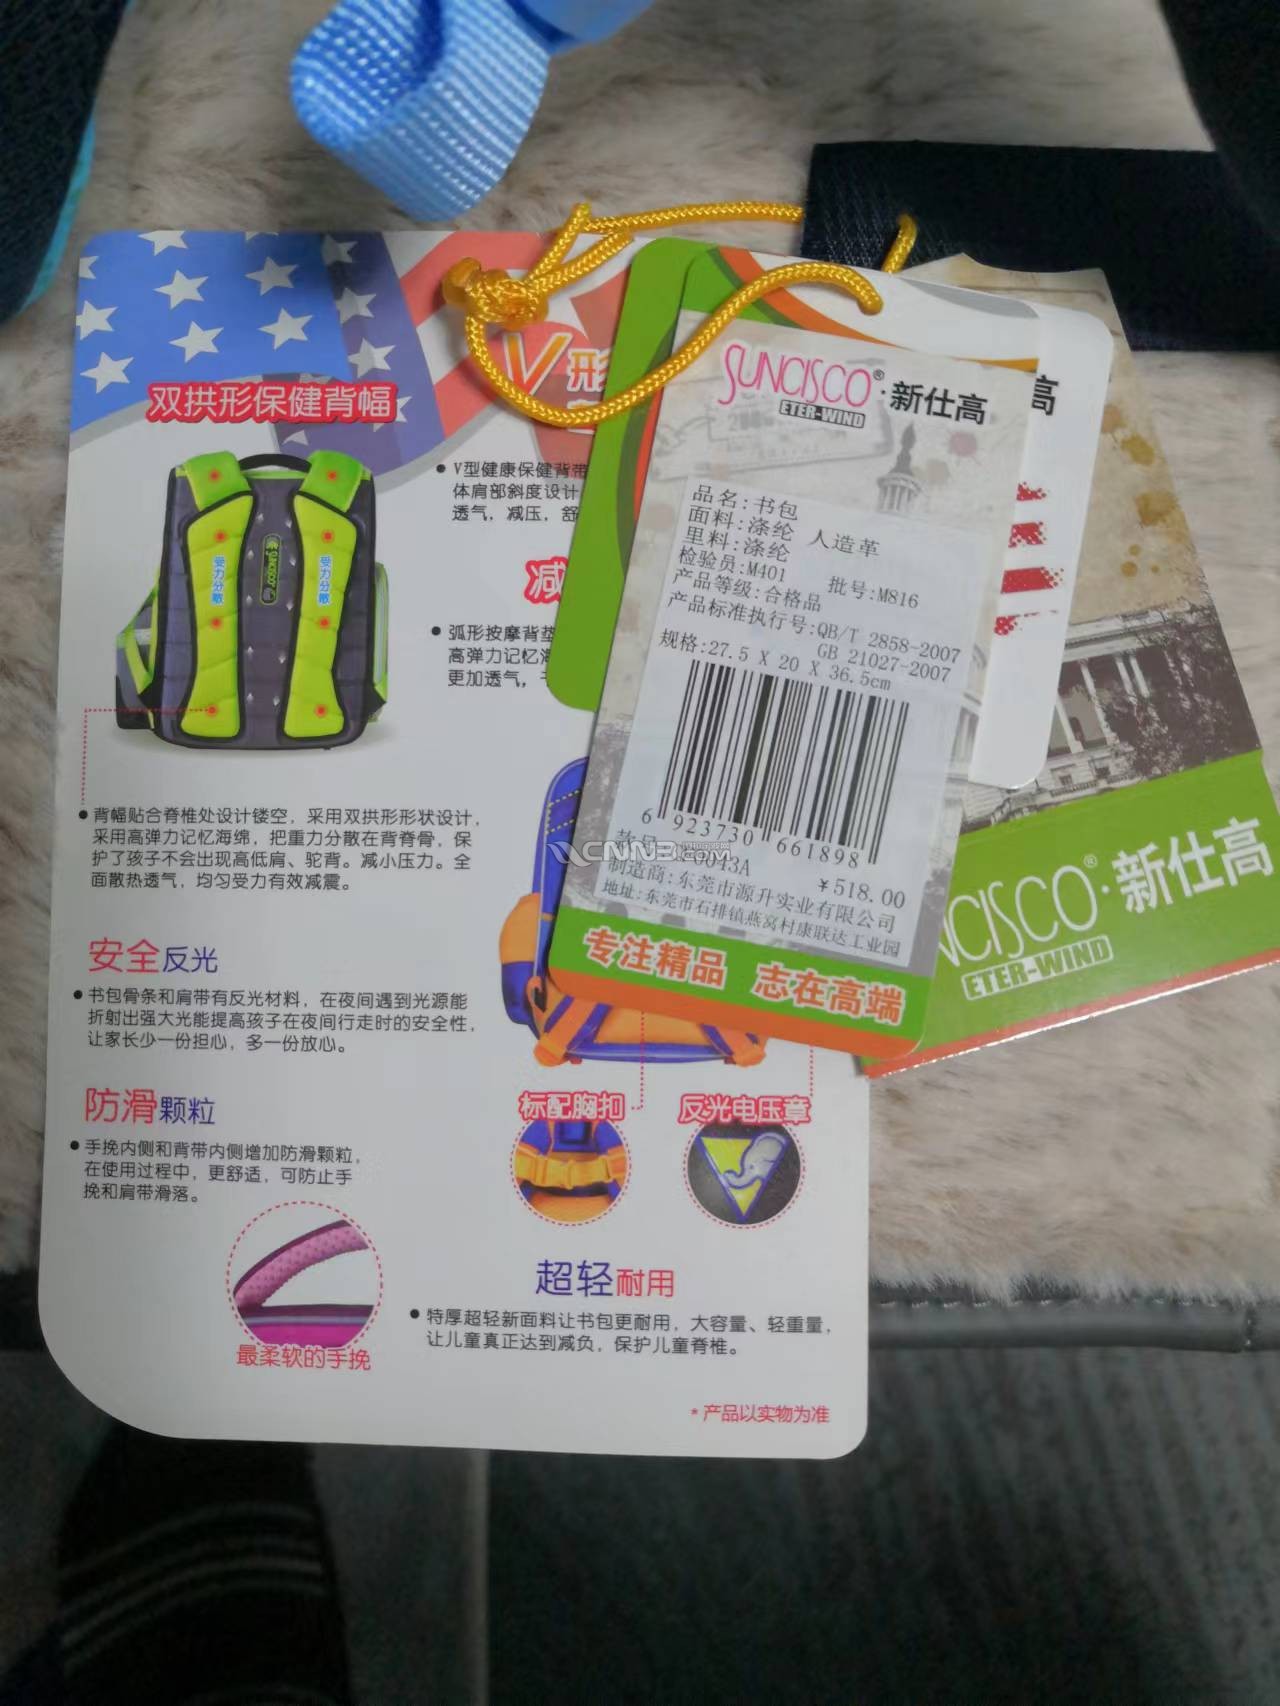 双拱形保健背幅
V形
V型健康保健背带
体肩部斜度设计
透气，减压，舒
受力分散
受力分散
SUNCISCO
减
弧形按摩背垫
高弹力记忆海
更加透气，
背幅贴合脊椎处设计镂空，采用双拱形形状设计，
采用高弹力记忆海绵，把重力分散在背脊骨，保
护了孩子不会出现高低肩、驼背。减小压力。全
面散热透气，均匀受力有效减震。
安全反光
书包骨条和肩带有反光材料，在夜间遇到光源能
折射出强大光能提高孩子在夜间行走时的安全性，
让家长少一份担心，多一份放心。
防滑颗粒
手挽内侧和背带内侧增加防滑颗粒，
在使用过程中，更舒适，可防止手
挽和肩带滑落。
最柔软的手挽
标配胸扣
反光电压章
超轻耐用
特厚超轻新面料让书包更耐用，大容量、轻重量，
让儿童真正达到减负，保护儿童脊椎。
*产品以实物为准
SUNCISCO®·新仕高
ETER-WIND
品名:书包
面料:涤纶 人造革
里料:涤纶
检验员:M401 批号:M816
产品等级:合格品
产品标准执行号:QB/T 2858-2007
GB 21027-2007
规格:27.5 X 20 X 36.5cm
6 923730 661898
¥518.00
制造商:东莞市源升实业有限公司
地址:东莞市石排镇燕窝村康联达工业园
专注精品 志在高端
CNNB.COM
高
NCISCO®·新仕高
ETER-WIND